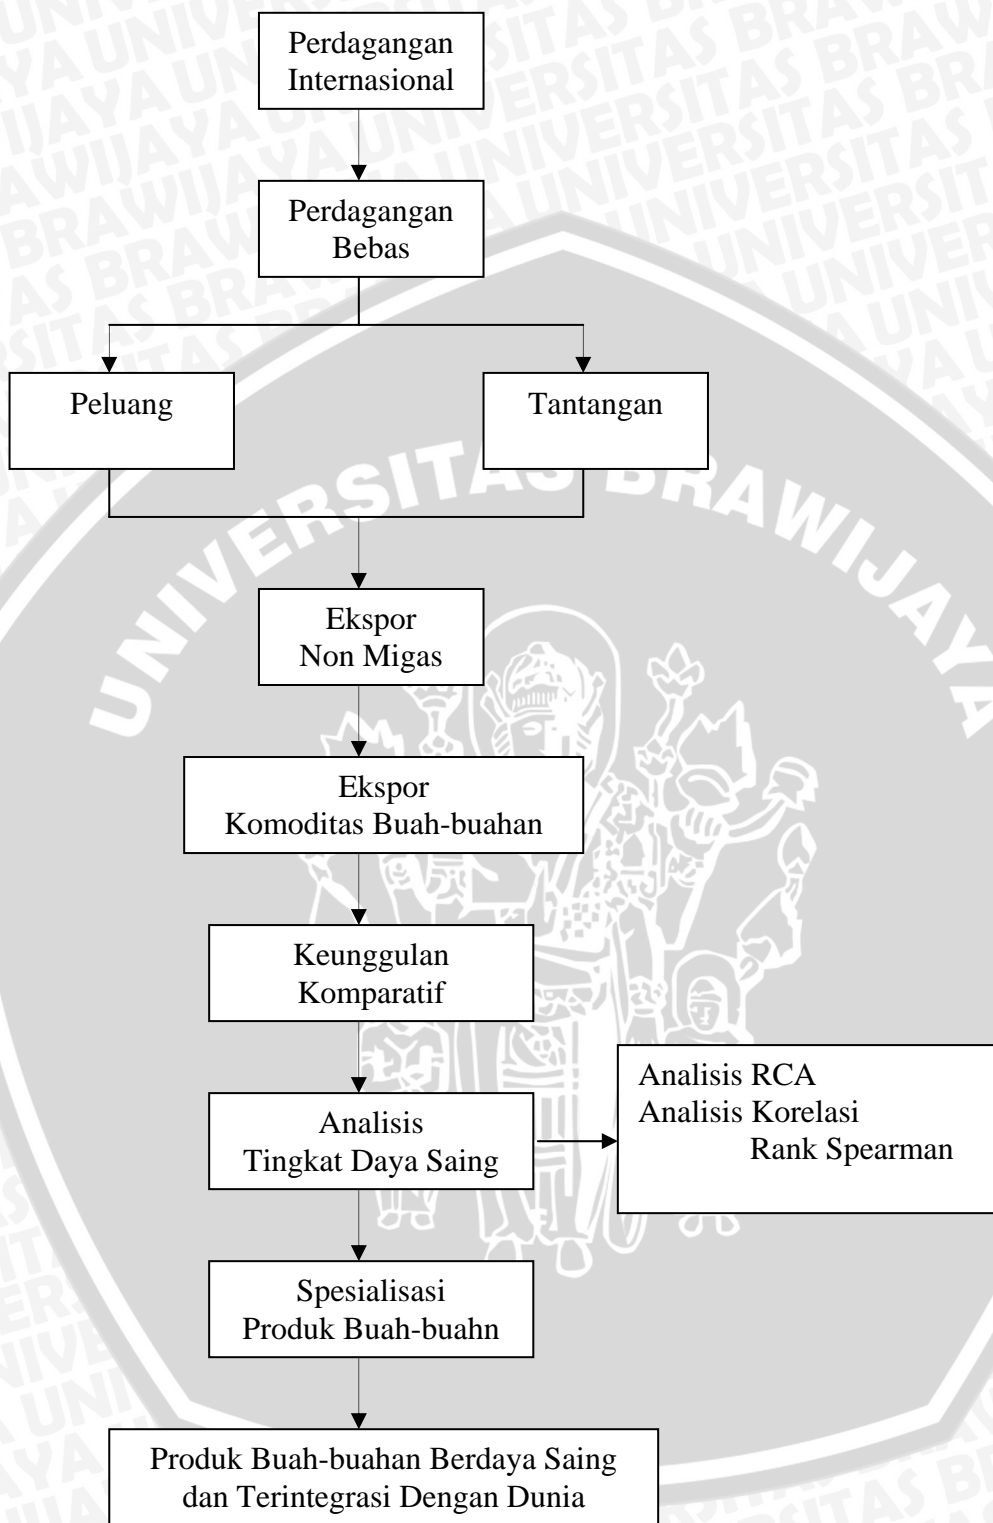 Perdagangan
Internasional
Perdagangan
Bebas
Peluang
Tantangan
UNIVERSITAS BRAWIJAYA
Ekspor
Non Migas
Ekspor
Komoditas Buah-buahan
Keunggulan
Komparatif
Analisis
Tingkat Daya Saing
Analisis RCA
Analisis Korelasi
Rank Spearman
Spesialisasi
Produk Buah-buahn
Produk Buah-buahan Berdaya Saing
dan Terintegrasi Dengan Dunia